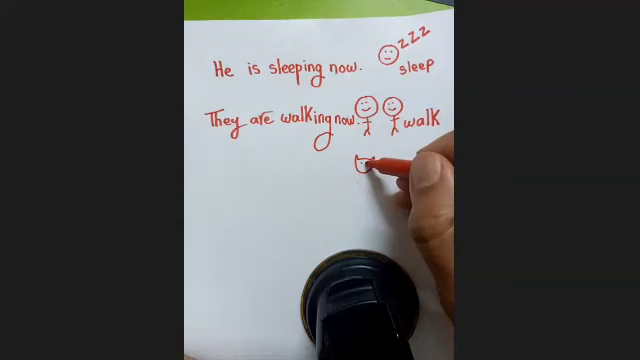 He is sleeping now. zzz
sleep
They are walking now. walk